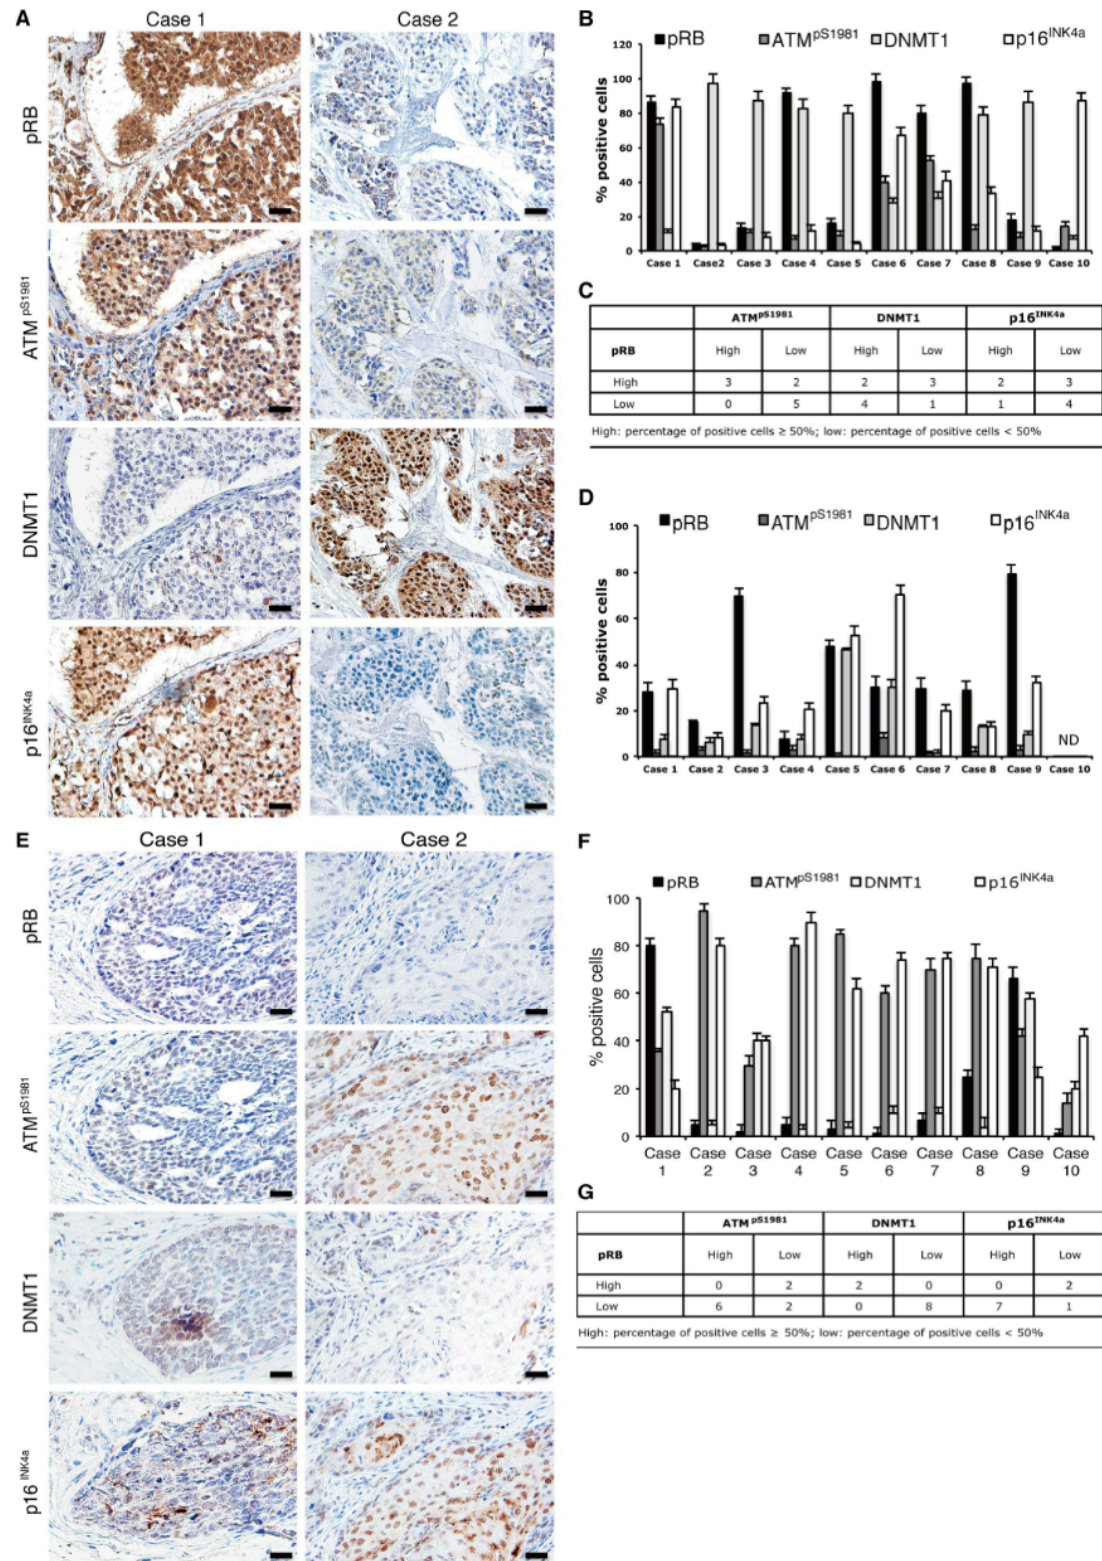 A
Case 1
Case 2
pRB
ATM pS1981
DNMT1
p16INK4a
B
pRB ATMpS1981 DNMT1 p16INK4a
120
100
80
60
40
20
0
% positive cells
Case 1 Case2 Case 3 Case 4 Case 5 Case 6 Case 7 Case 8 Case 9 Case 10
C
ATMpS1981 DNMT1 p16INK4a
pRB High Low High Low High Low
High 3 2 2 3 2 3
Low 0 5 4 1 1 4
High: percentage of positive cells ≥ 50%; low: percentage of positive cells < 50%
D
pRB ATMpS1981 DNMT1 p16INK4a
100
80
60
40
20
0
% positive cells
ND
Case 1 Case 2 Case 3 Case 4 Case 5 Case 6 Case 7 Case 8 Case 9 Case 10
E
Case 1
Case 2
pRB
ATMpS1981
DNMT1
p16 INK4a
F
pRB ATMpS1981 DNMT1 p16INK4a
100
80
60
40
20
0
% positive cells
Case Case Case Case Case Case Case Case Case Case
1 2 3 4 5 6 7 8 9 10
G
ATMpS1981 DNMT1 p16INK4a
pRB High Low High Low High Low
High 0 2 2 0 0 2
Low 6 2 0 8 7 1
High: percentage of positive cells ≥ 50%; low: percentage of positive cells < 50%